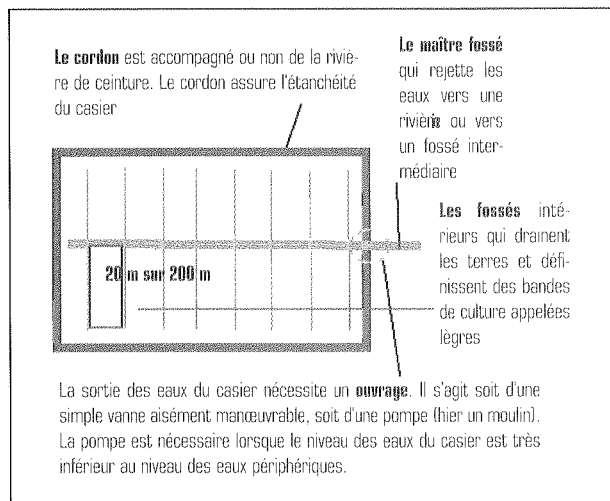 Le cordon est accompagné ou non de la riviè-
re de ceinture. Le cordon assure l'étanchéité
du casier
Le maître fossé
qui rejette les
eaux vers une
rivière ou vers
un fossé inter-
médiaire
Les fossés inté-
rieurs qui drainent
les terres et défi-
nissent des bandes
de culture appelées
lègres
20 m sur 200 m
La sortie des eaux du casier nécessite un ouvrage. Il s'agit soit d'une
simple vanne aisément manœuvrable, soit d'une pompe (hier un moulin).
La pompe est nécessaire lorsque le niveau des eaux du casier est très
inférieur au niveau des eaux périphériques.